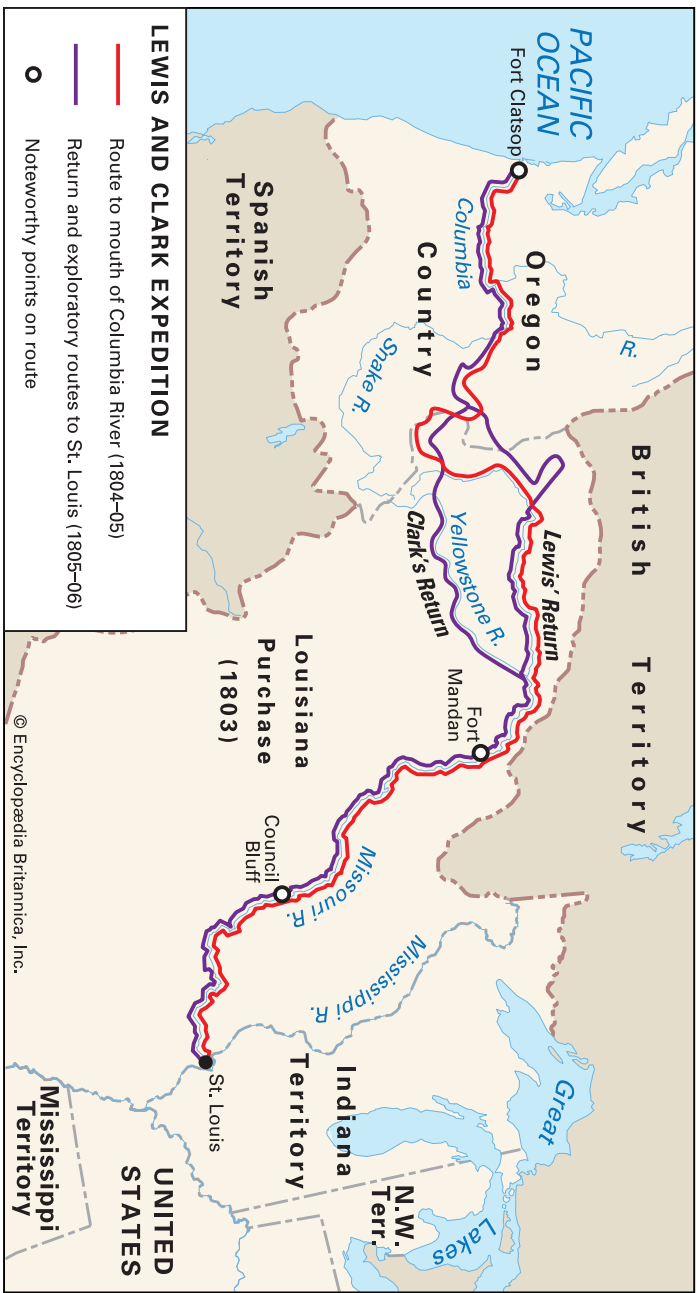 PACIFIC
OCEAN
Fort Clatsop
Columbia
Oregon
Country
R.
Snake R.
Spanish
Territory
British Territory
Lewis' Return
Yellowstone R.
Clark's Return
Fort
Mandan
Louisiana
Purchase
(1803)
Council
Bluff
Missouri R.
Mississippi R.
St. Louis
Great
Lakes
Indiana
Territory
N.W.
Terr.
UNITED
STATES
Mississippi
Territory
LEWIS AND CLARK EXPEDITION
Route to mouth of Columbia River (1804–05)
Return and exploratory routes to St. Louis (1805–06)
Noteworthy points on route
© Encyclopædia Britannica, Inc.